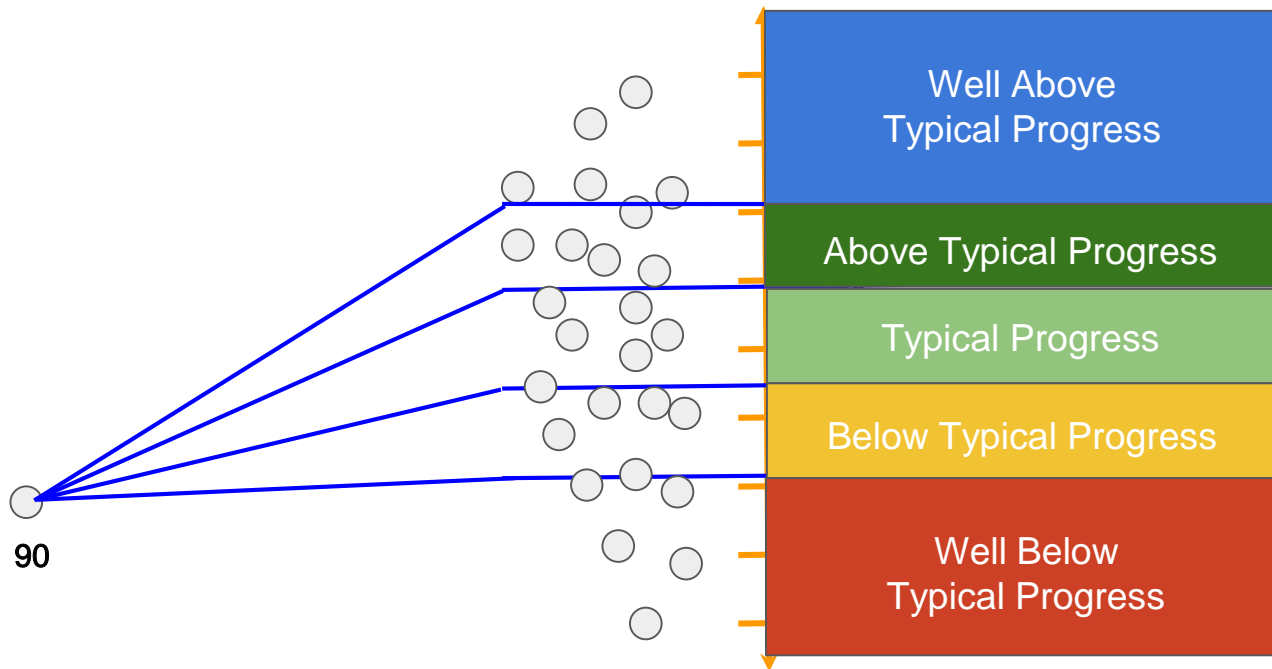 Well Above
Typical Progress
Above Typical Progress
Typical Progress
Below Typical Progress
90
Well Below
Typical Progress